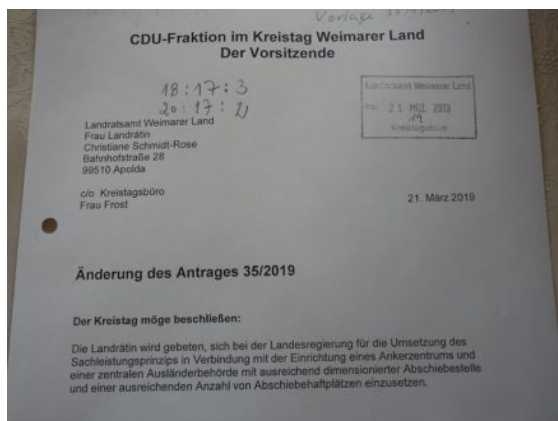 Vorlage
CDU-Fraktion im Kreistag Weimarer Land
Der Vorsitzende
18:17:3
20:17:2
Landratsamt Weimarer Land
21. MRZ. 2019
Kreistagsbüro
Landratsamt Weimarer Land
Frau Landrätin
Christiane Schmidt-Rose
Bahnhofstraße 28
99510 Apolda
c/o Kreistagsbüro
Frau Frost
21. März 2019
Änderung des Antrages 35/2019
Der Kreistag möge beschließen:
Die Landrätin wird gebeten, sich bei der Landesregierung für die Umsetzung des
Sachleistungsprinzips in Verbindung mit der Einrichtung eines Ankerzentrums und
einer zentralen Ausländerbehörde mit ausreichend dimensionierter Abschiebestelle
und einer ausreichenden Anzahl von Abschiebehaftplätzen einzusetzen.